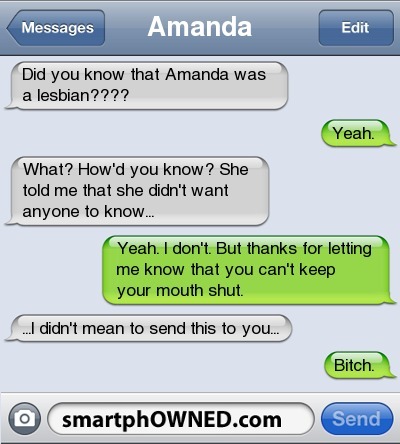 Messages
Amanda
Edit
Did you know that Amanda was
a lesbian????
Yeah.
What? How'd you know? She
told me that she didn't want
anyone to know...
Yeah. I don't. But thanks for letting
me know that you can't keep
your mouth shut.
...I didn't mean to send this to you...
Bitch.
smartphOWNED.com
Send